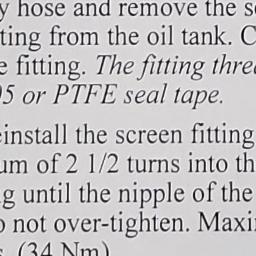 y hose and remove the s
ting from the oil tank. C
e fitting. The fitting thre
05 or PTFE seal tape.
einstall the screen fitting
um of 2 1/2 turns into th
g until the nipple of the
o not over-tighten. Maxi
(34 Nm)